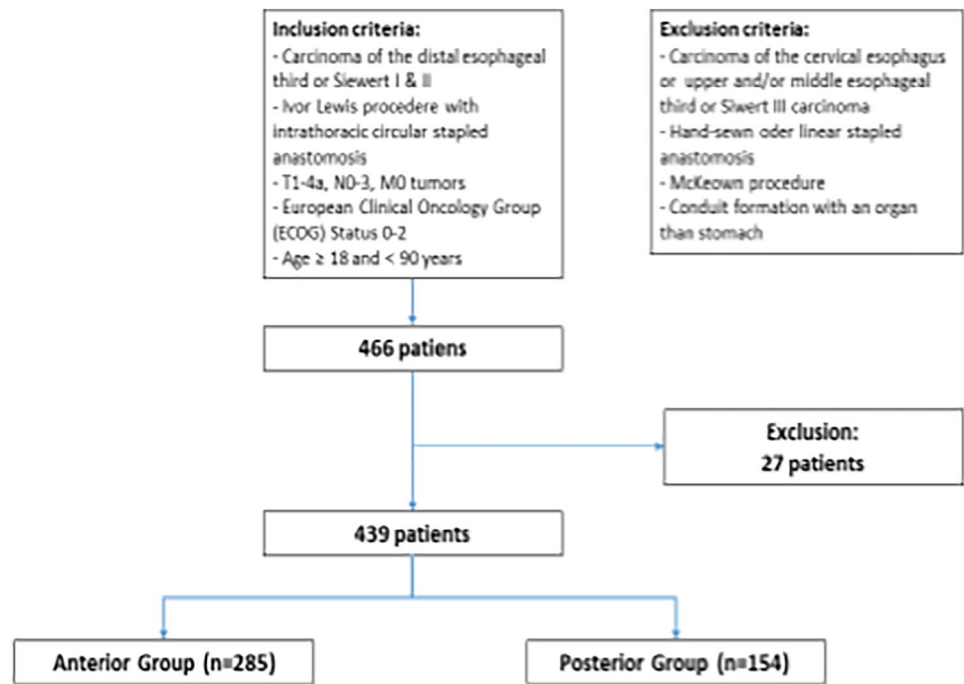 Inclusion criteria:
- Carcinoma of the distal esophageal
third or Siewert I & II
- Ivor Lewis procedere with
intrathoracic circular stapled
anastomosis
- T1-4a, N0-3, M0 tumors
- European Clinical Oncology Group
(ECOG) Status 0-2
- Age ≥ 18 and < 90 years
Exclusion criteria:
- Carcinoma of the cervical esophagus
or upper and/or middle esophageal
third or Siwert III carcinoma
- Hand-sewn oder linear stapled
anastomosis
- McKeown procedure
- Conduit formation with an organ
than stomach
466 patiens
Exclusion:
27 patients
439 patients
Anterior Group (n=285)
Posterior Group (n=154)